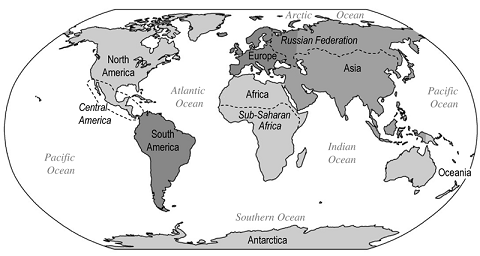 Arctic Ocean
Russian Federation
North
America
Europe
Asia
Atlantic
Ocean
Africa
Pacific
Ocean
Central
America
Sub-Saharan
Africa
South
America
Indian
Ocean
Pacific
Ocean
Oceania
Southern Ocean
Antarctica